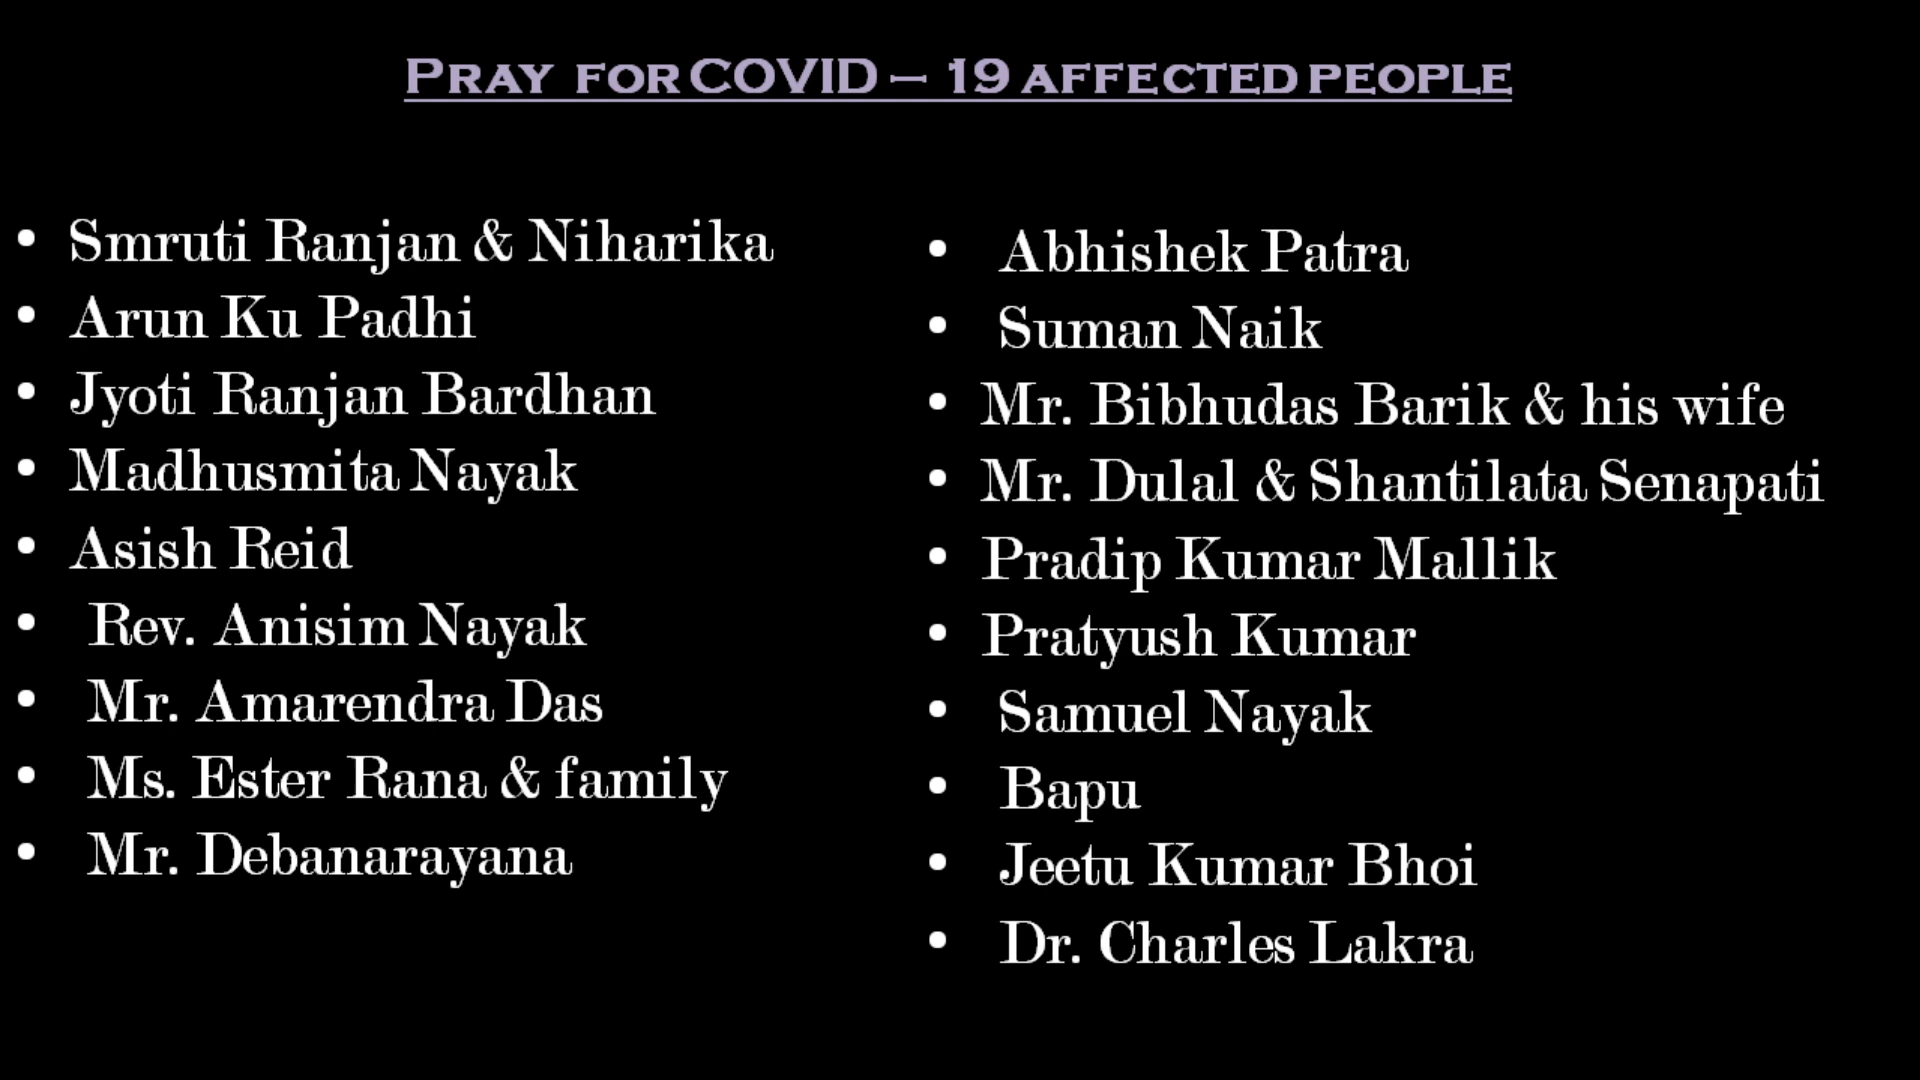 PRAY FOR COVID – 19 AFFECTED PEOPLE
• Smruti Ranjan & Niharika
• Arun Ku Padhi
• Jyoti Ranjan Bardhan
• Madhusmita Nayak
• Asish Reid
• Rev. Anisim Nayak
• Mr. Amarendra Das
• Ms. Ester Rana & family
• Mr. Debanarayana
• Abhishek Patra
• Suman Naik
• Mr. Bibhudas Barik & his wife
• Mr. Dulal & Shantilata Senapati
• Pradip Kumar Mallik
• Pratyush Kumar
• Samuel Nayak
• Bapu
• Jeetu Kumar Bhoi
• Dr. Charles Lakra